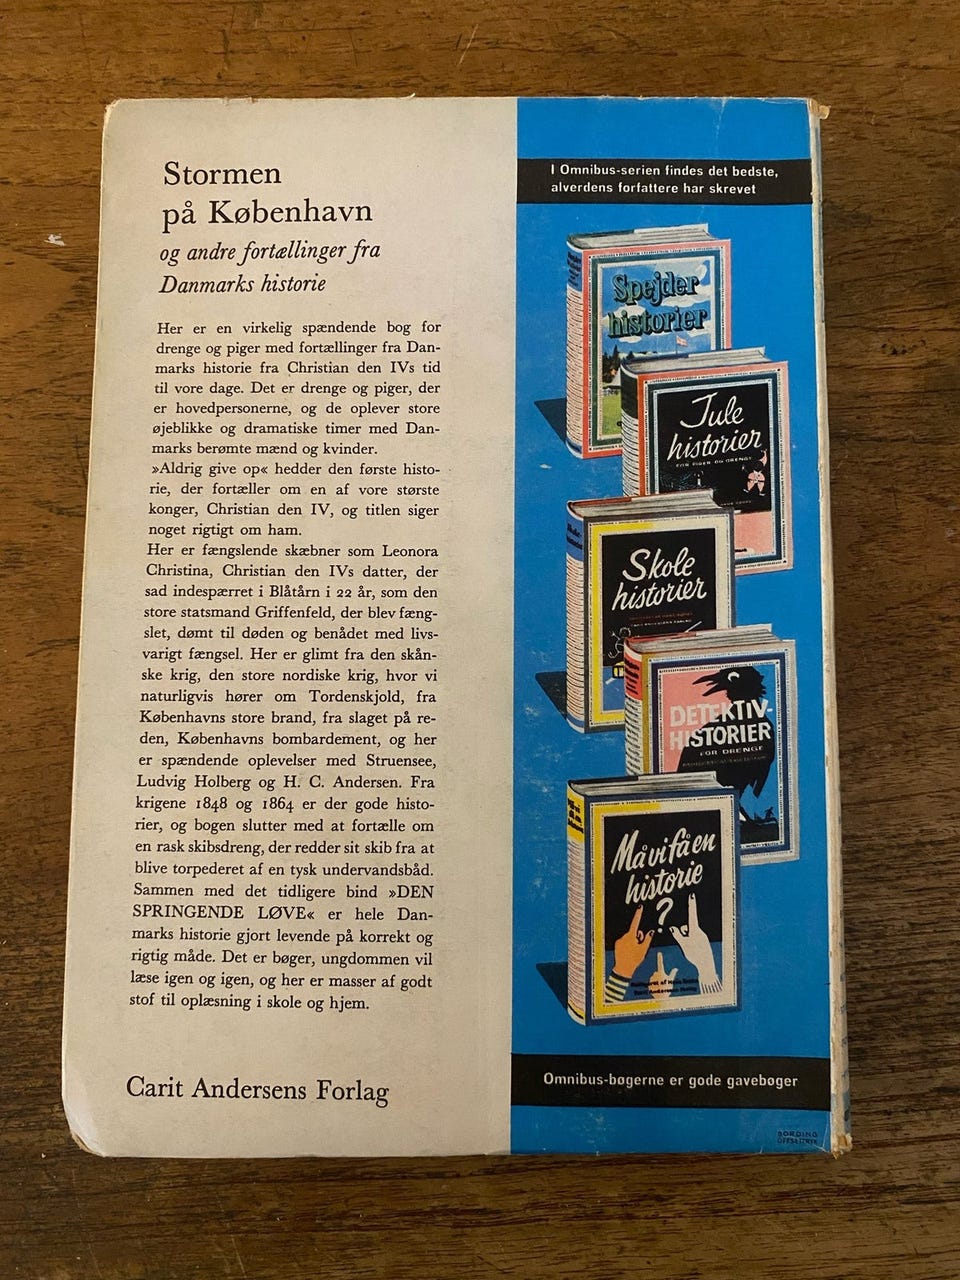 Stormen
på København
og andre fortællinger fra
Danmarks historie
Her er en virkelig spændende bog for
drenge og piger med fortællinger fra Dan-
marks historie fra Christian den IVs tid
til vore dage. Det er drenge og piger, der
er hovedpersonerne, og de oplever store
øjeblikke og dramatiske timer med Dan-
marks berømte mænd og kvinder.
»Aldrig give op« hedder den første histo-
rie, der fortæller om en af vore største
konger, Christian den IV, og titlen siger
noget rigtigt om ham.
Her er fængslende skæbner som Leonora
Christina, Christian den IVs datter, der
sad indespærret i Blåtårn i 22 år, som den
store statsmand Griffenfeld, der blev fæng-
slet, dømt til døden og benådet med livs-
varigt fængsel. Her er glimt fra den skån-
ske krig, den store nordiske krig, hvor vi
naturligvis hører om Tordenskjold, fra
Københavns store brand, fra slaget på re-
den, Københavns bombardement, og her
er spændende oplevelser med Struensee,
Ludvig Holberg og H. C. Andersen. Fra
krigene 1848 og 1864 er der gode histo-
rier, og bogen slutter med at fortælle om
en rask skibsdreng, der redder sit skib fra at
blive torpederet af en tysk undervandsbåd.
Sammen med det tidligere bind »DEN
SPRINGENDE LØVE« er hele Dan-
marks historie gjort levende på korrekt og
rigtig måde. Det er bøger, ungdommen vil
læse igen og igen, og her er masser af godt
stof til oplæsning i skole og hjem.
Carit Andersens Forlag
I Omnibus-serien findes det bedste,
alverdens forfattere har skrevet
Spejder
historier
Jule
historier
FOR PIGER OG DRENGE
Skole
historier
DETEKTIV-
HISTORIER
FOR DRENGE
Må vi få en
historie
?
Omnibus-bøgerne er gode gavebøger
BORDING